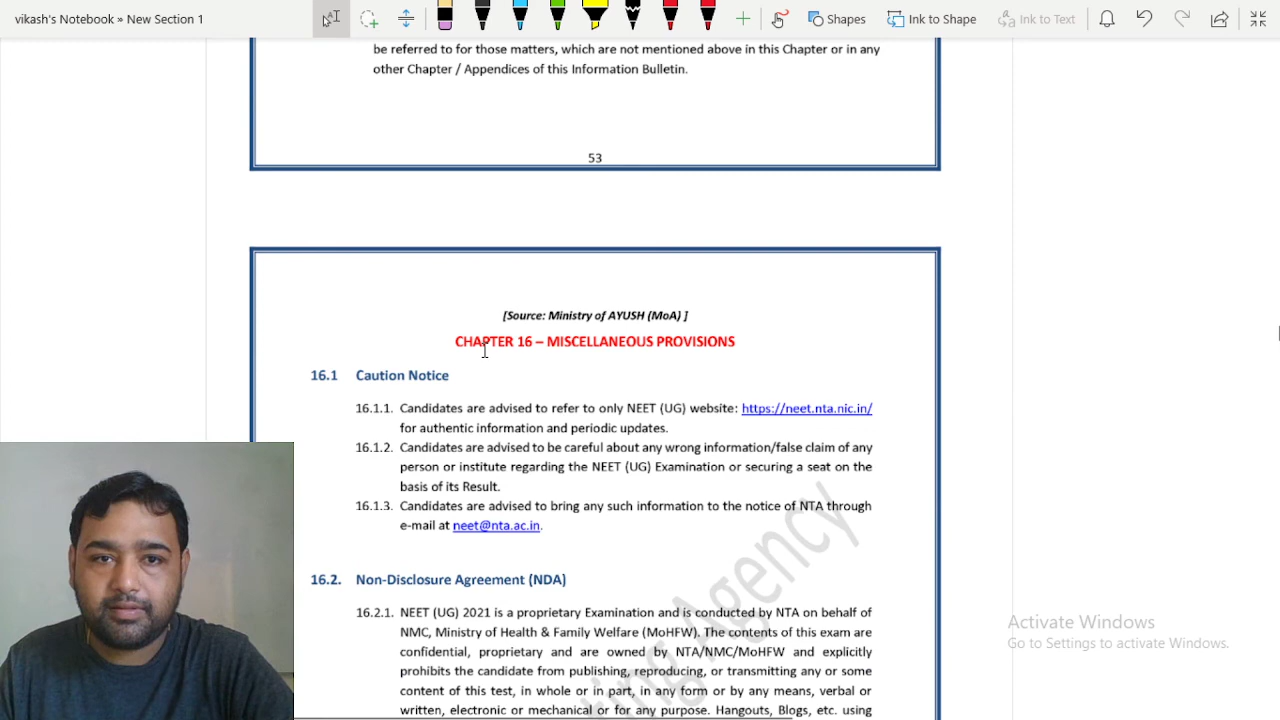 vikash's Notebook » New Section 1
Shapes
Ink to Shape
Ink to Text
be referred to for those matters, which are not mentioned above in this Chapter or in any
other Chapter / Appendices of this Information Bulletin.
53
[Source: Ministry of AYUSH (MoA) ]
CHAPTER 16 – MISCELLANEOUS PROVISIONS
16.1 Caution Notice
16.1.1. Candidates are advised to refer to only NEET (UG) website: https://neet.nta.nic.in/
for authentic information and periodic updates.
16.1.2. Candidates are advised to be careful about any wrong information/false claim of any
person or institute regarding the NEET (UG) Examination or securing a seat on the
basis of its Result.
16.1.3. Candidates are advised to bring any such information to the notice of NTA through
e-mail at neet@nta.ac.in.
16.2. Non-Disclosure Agreement (NDA)
16.2.1. NEET (UG) 2021 is a proprietary Examination and is conducted by NTA on behalf of
NMC, Ministry of Health & Family Welfare (MoHFW). The contents of this exam are
confidential, proprietary and are owned by NTA/NMC/MoHFW and explicitly
prohibits the candidate from publishing, reproducing, or transmitting any or some
content of this test, in whole or in part, in any form or by any means, verbal or
written, electronic or mechanical or for any purpose. Hangouts, Blogs, etc. using
ting Agency
Activate Windows
Go to Settings to activate Windows.